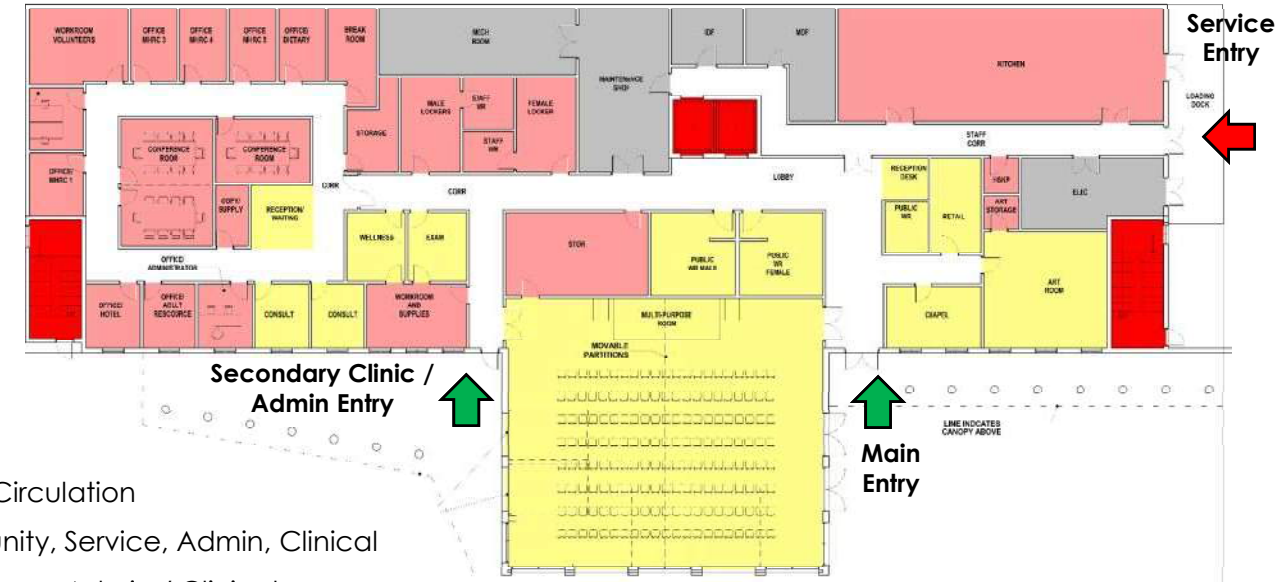 WORKROOM
VOLUNTEERS
OFFICE
MHRC 3
OFFICE
MHRC 4
OFFICE
MHRC 5
OFFICE/
DIETARY
BREAK
ROOM
MECH
ROOM
IDF
MDF
KITCHEN
Service
Entry
MAINTENANCE
SHOP
LOADING
DOCK
MALE
LOCKERS
STAFF
WR
FEMALE
LOCKER
STORAGE
STAFF
WR
STAFF
CORR
CONFERENCE
ROOM
CONFERENCE
ROOM
OFFICE/
MHRC 1
CORR
CORR
LOBBY
RECEPTION
DESK
HSKP
ELEC
COPY/
SUPPLY
RECEPTION/
WAITING
PUBLIC
WR
RETAIL
ART
STORAGE
WELLNESS
EXAM
STOR
PUBLIC
WR MALE
PUBLIC
WR
FEMALE
OFFICE/
ADMINISTRATOR
ART
ROOM
OFFICE/
HOTEL
OFFICE/
ADULT
RESCOURCE
CONSULT
CONSULT
WORKROOM
AND
SUPPLIES
MULTI-PURPOSE
ROOM
CHAPEL
MOVABLE
PARTITIONS
Secondary Clinic /
Admin Entry
Main
Entry
LINE INDICATES
CANOPY ABOVE
Circulation
unity, Service, Admin, Clinical